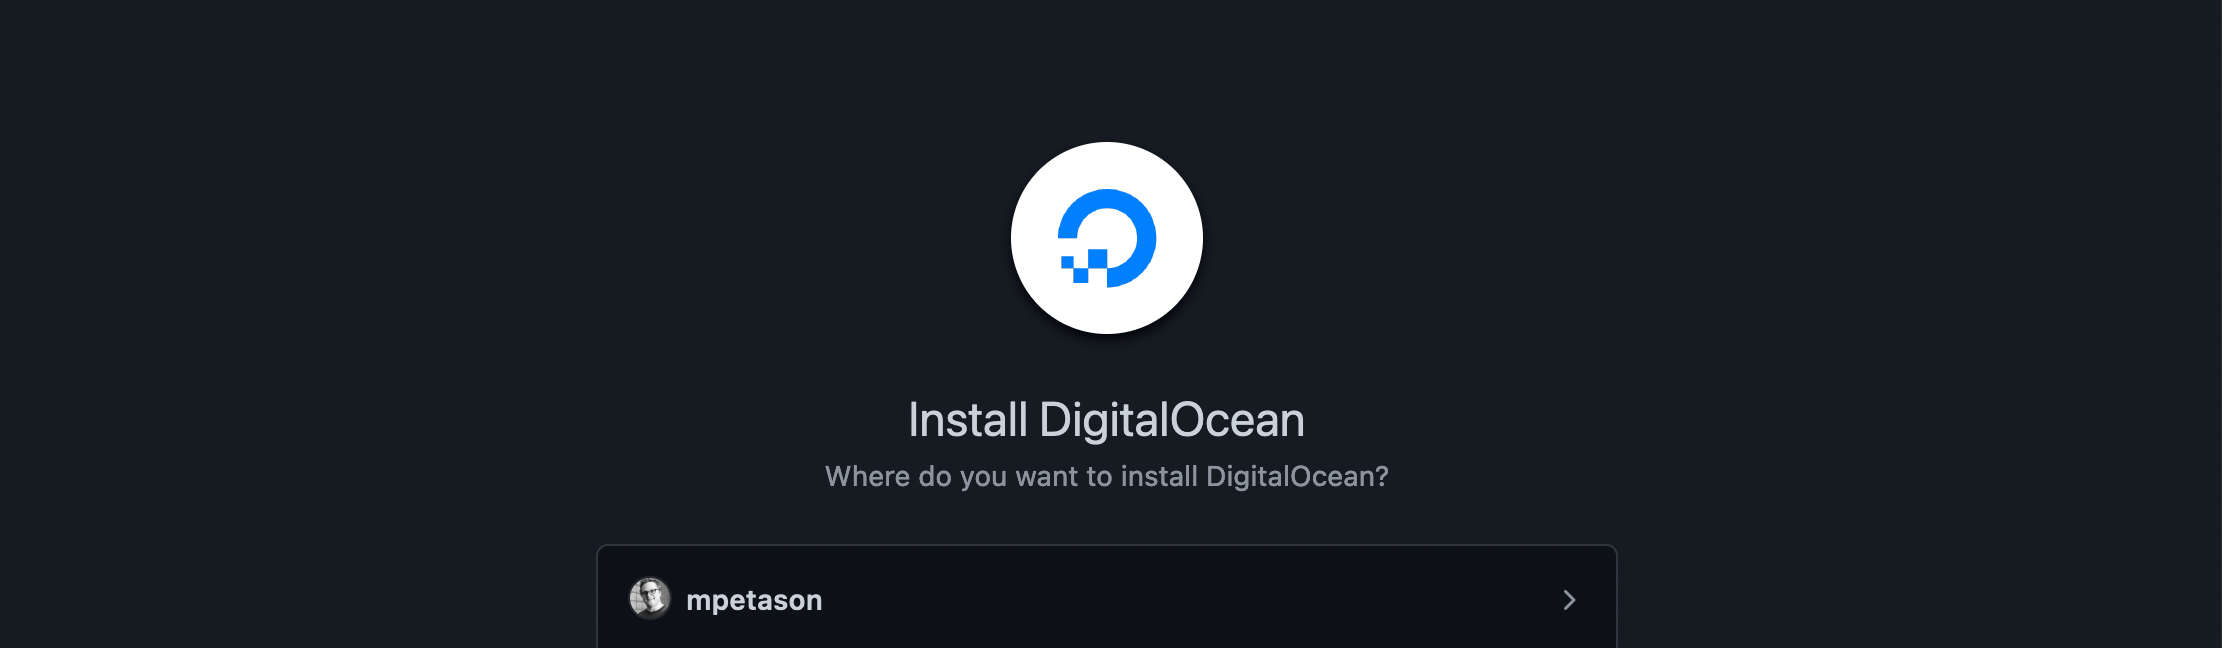 Install DigitalOcean
Where do you want to install DigitalOcean?
mpetason